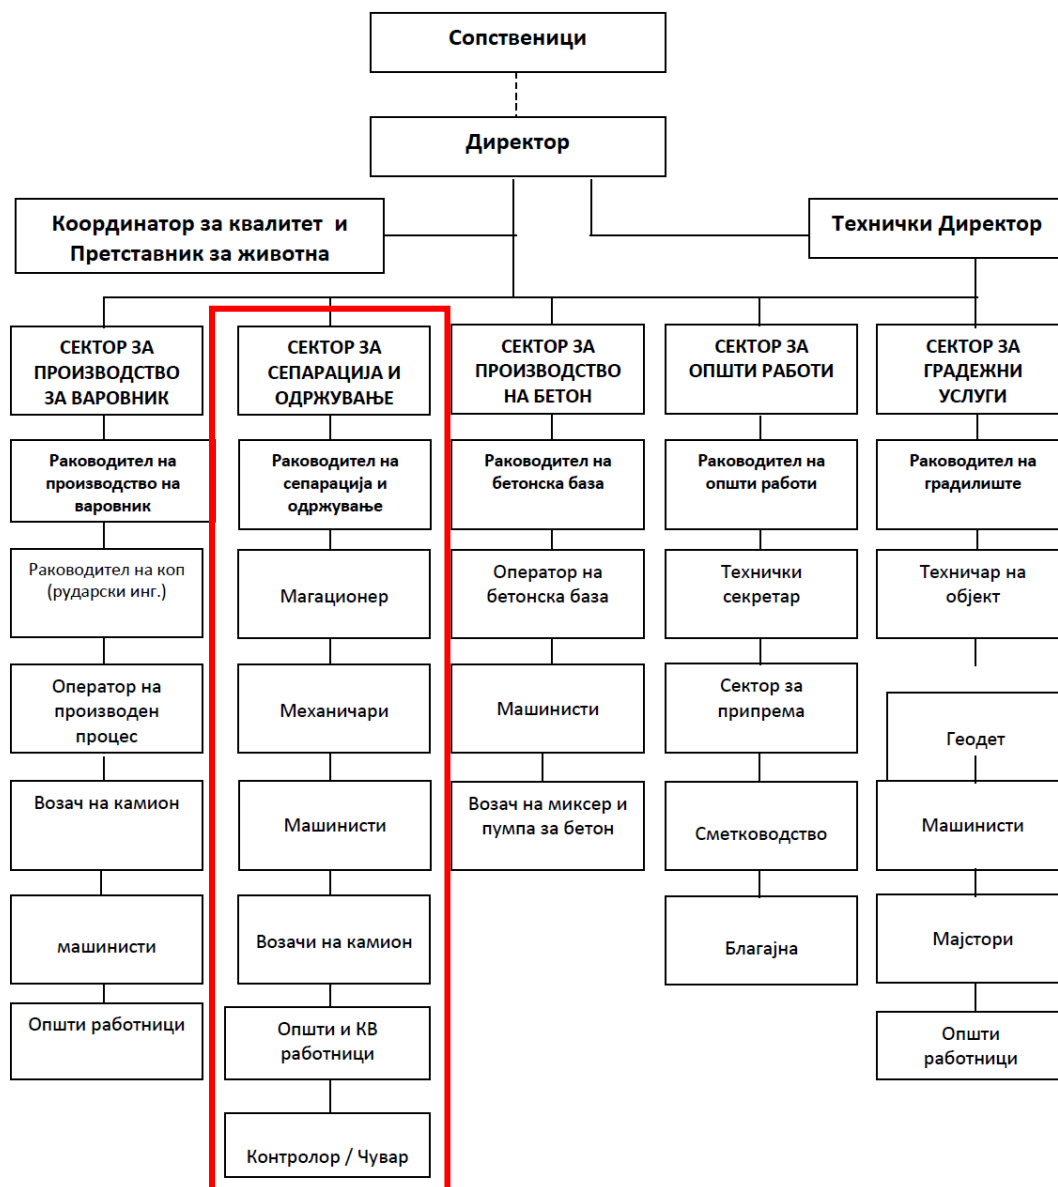 Сопственици
Директор
Координатор за квалитет и
Претставник за животна
Технички Директор
СЕКТОР ЗА
ПРОИЗВОДСТВО
ЗА ВАРОВНИК
Раководител на
производство на
варовник
Раководител на коп
(рударски инг.)
Оператор на
производен
процес
Возач на камион
машинисти
Општи работници
СЕКТОР ЗА
СЕПАРАЦИЈА И
ОДРЖУВАЊЕ
Раководител на
сепарација и
одржување
Магационер
Механичари
Машинисти
Возачи на камион
Општи и КВ
работници
Контролор / Чувар
СЕКТОР ЗА
ПРОИЗВОДСТВО
НА БЕТОН
Раководител на
бетонска база
Оператор на
бетонска база
Машинисти
Возач на миксер и
пумпа за бетон
СЕКТОР ЗА
ОПШТИ РАБОТИ
Раководител на
општи работи
Технички
секретар
Сектор за
припрема
Сметководство
Благајна
СЕКТОР ЗА
ГРАДЕЖНИ
УСЛУГИ
Раководител на
градилиште
Техничар на
објект
Геодет
Машинисти
Мајстори
Општи
работници